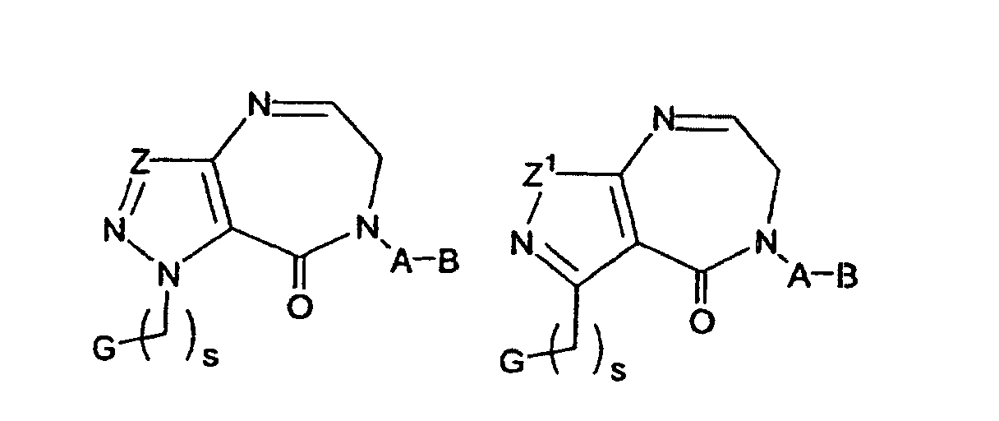 N N
Z Z¹
N N N N
A–B A–B
N
O O
G ( ) s G ( ) s